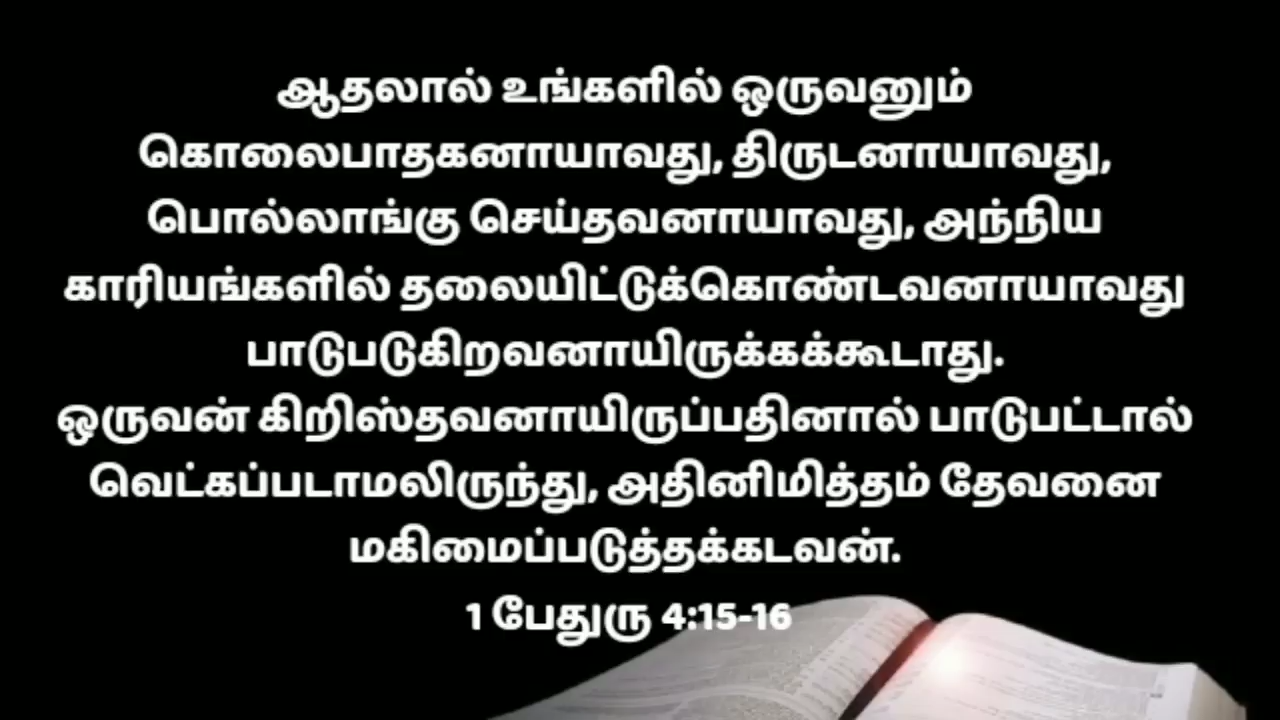 ஆதலால் உங்களில் ஒருவனும்
கொலைபாதகனாயாவது, திருடனாயாவது,
பொல்லாங்கு செய்தவனாயாவது, அந்நிய
காரியங்களில் தலையிட்டுக்கொண்டவனாயாவது
பாடுபடுகிறவனாயிருக்கக்கூடாது.
ஒருவன் கிறிஸ்தவனாயிருப்பதினால் பாடுபட்டால்
வெட்கப்படாமலிருந்து, அதினிமித்தம் தேவனை
மகிமைப்படுத்தக்கடவன்.
1 பேதுரு 4:15-16